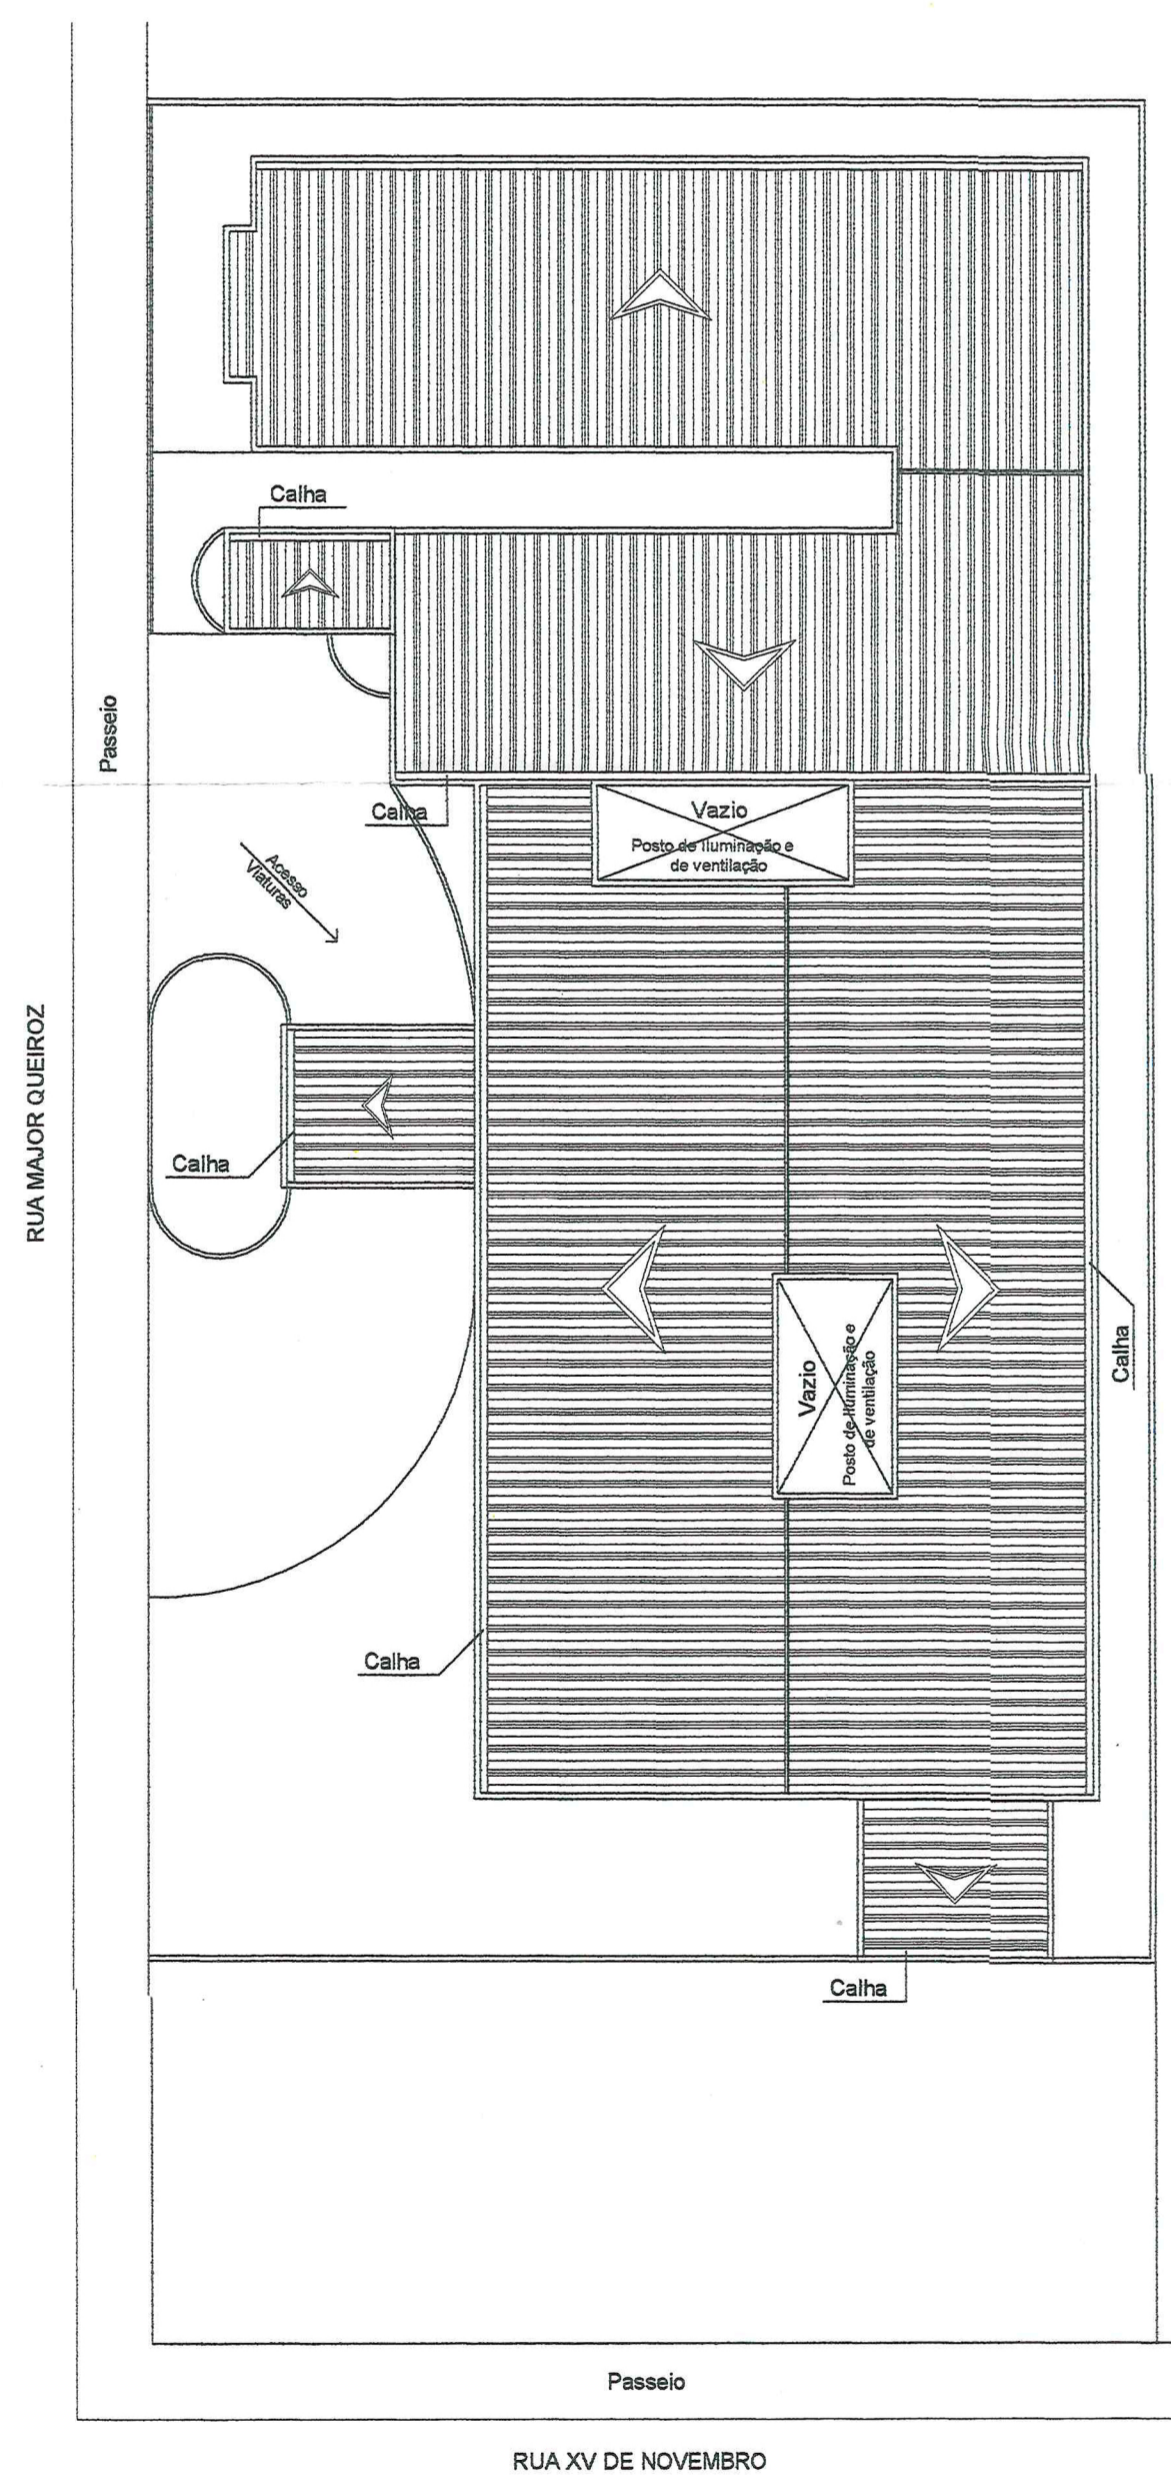 Calha
Passeio
Calha
Vazio
Posto de Iluminação e
de ventilação
Acesso
Viaturas
RUA MAJOR QUEIROZ
Calha
Vazio
Posto de Iluminação e
de ventilação
Calha
Calha
Calha
Passeio
RUA XV DE NOVEMBRO